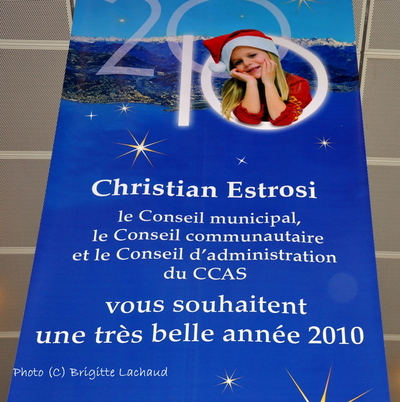 2010
Christian Estrosi
le Conseil municipal,
le Conseil communautaire
et le Conseil d'administration
du CCAS
vous souhaitent
une très belle année 2010
Photo (C) Brigitte Lachaud